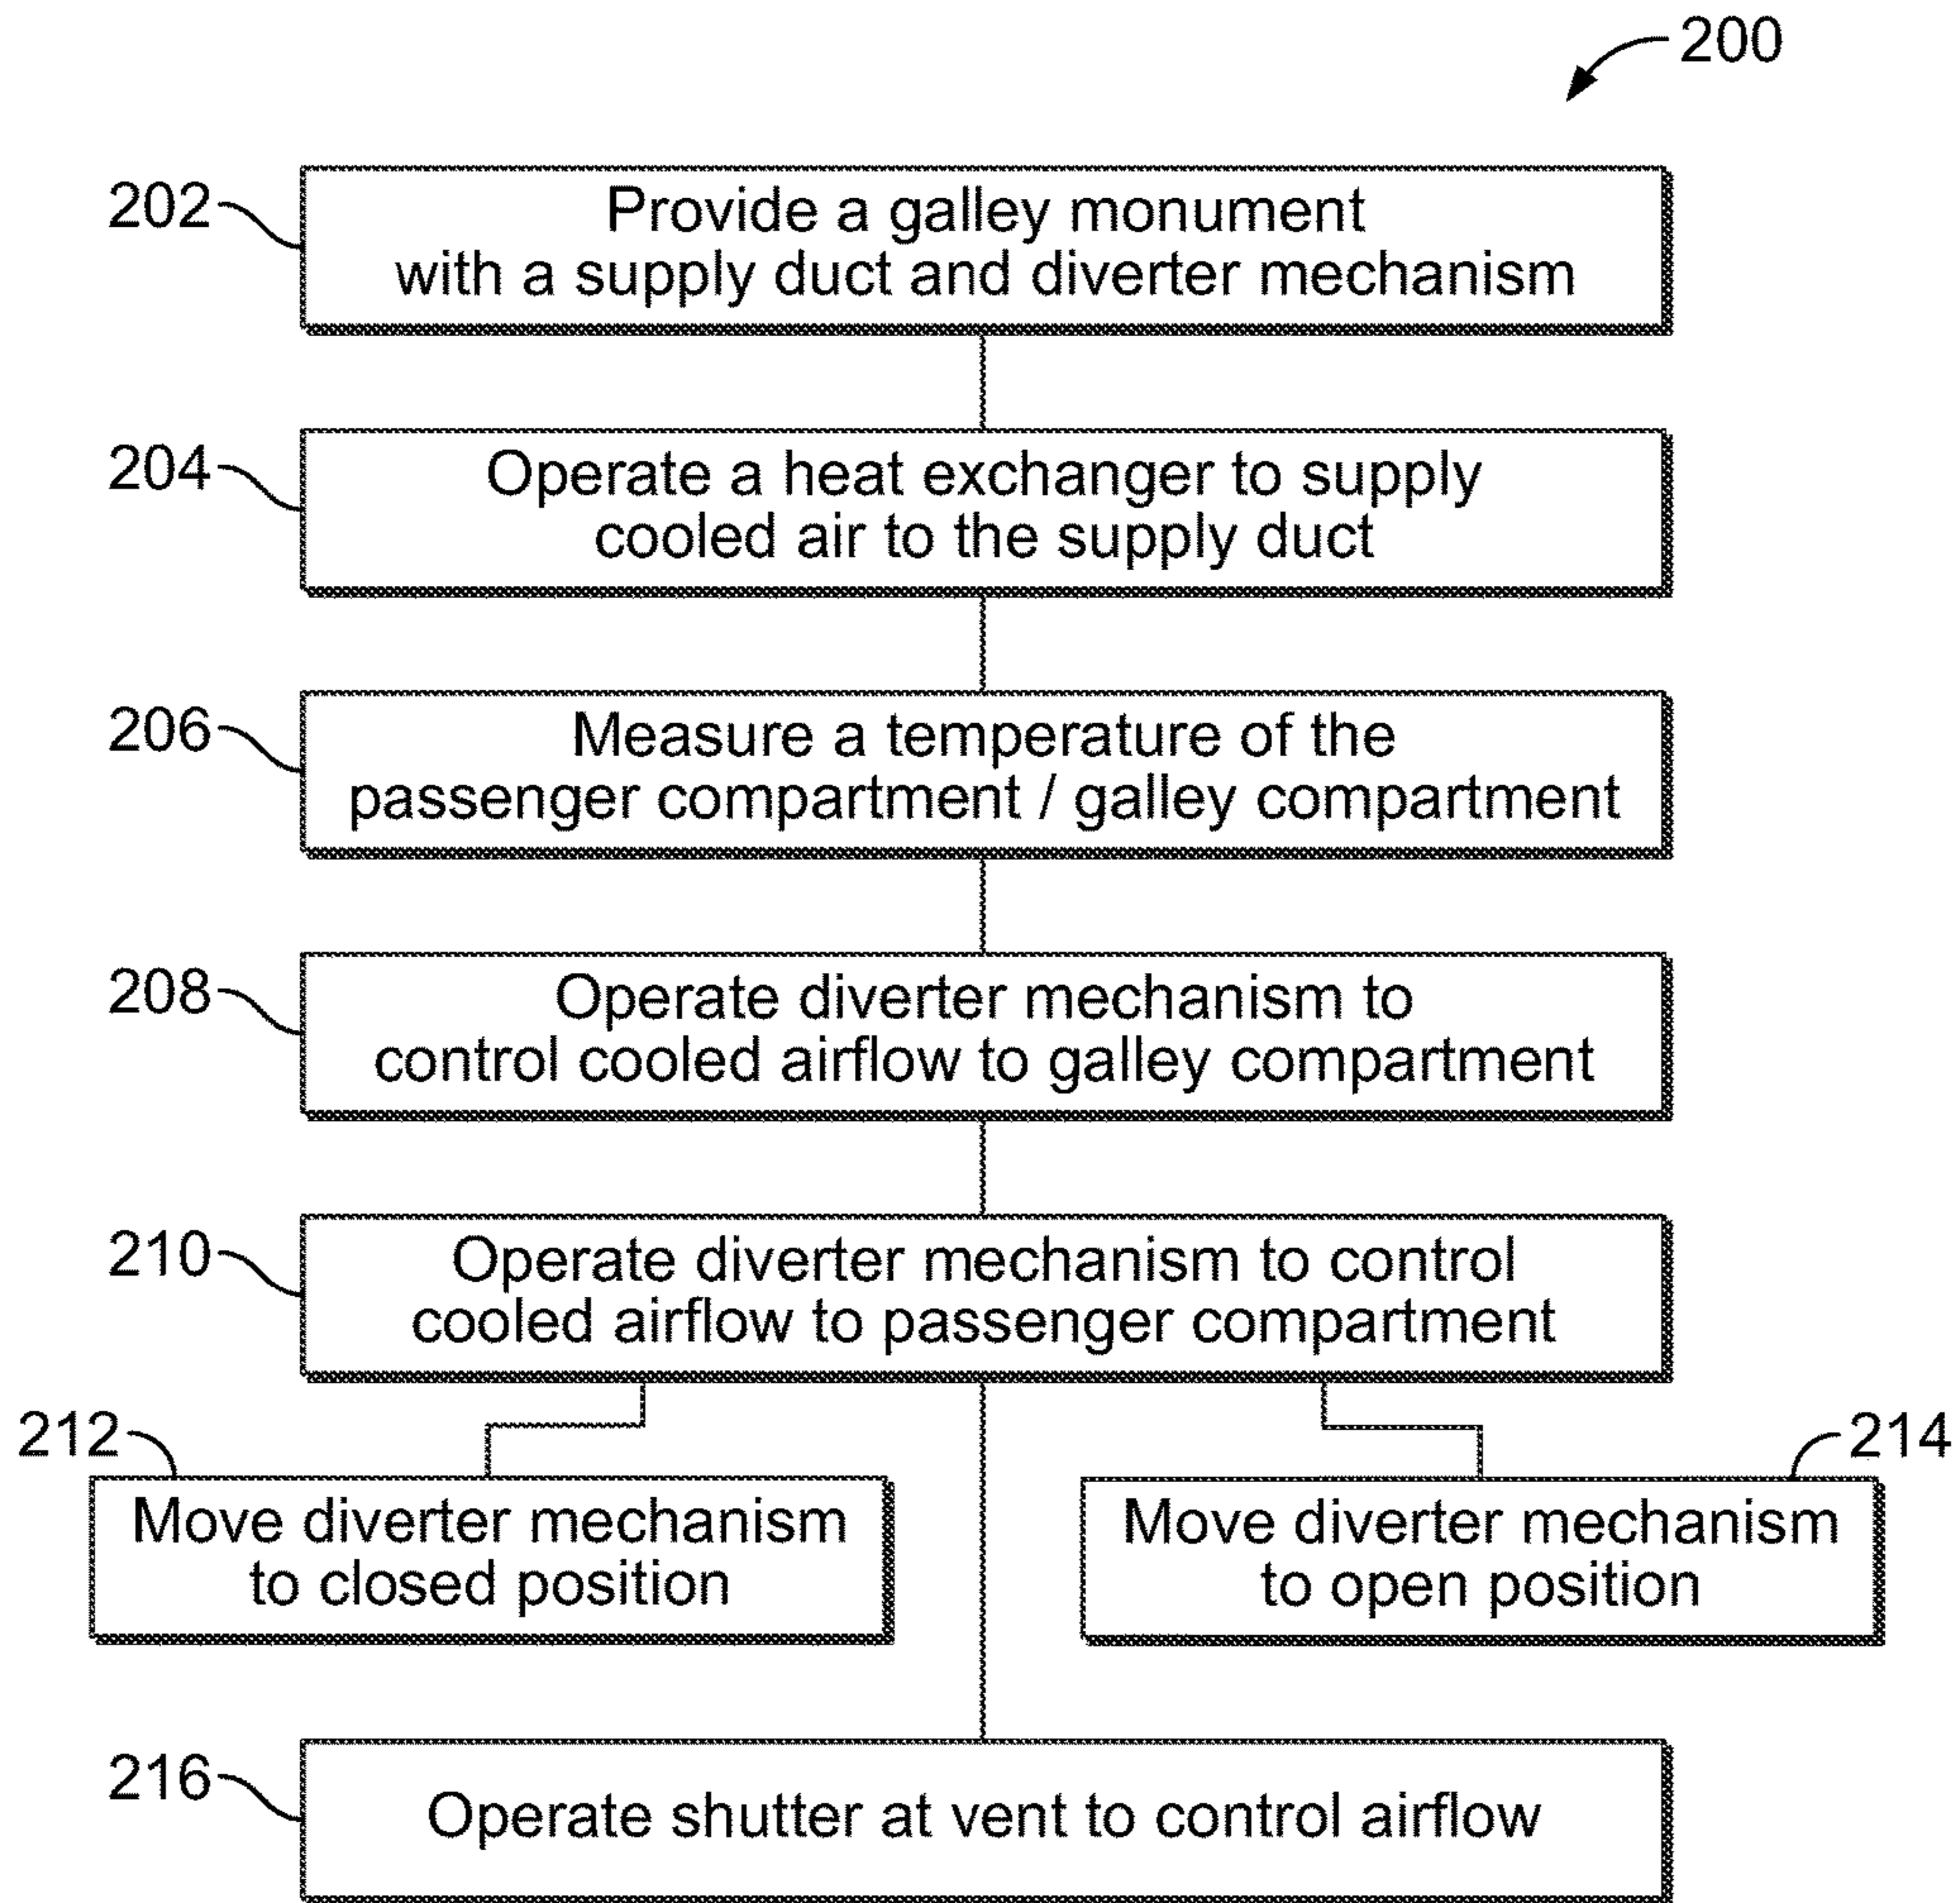 200
202
Provide a galley monument
with a supply duct and diverter mechanism
204
Operate a heat exchanger to supply
cooled air to the supply duct
206
Measure a temperature of the
passenger compartment / galley compartment
208
Operate diverter mechanism to
control cooled airflow to galley compartment
210
Operate diverter mechanism to control
cooled airflow to passenger compartment
212
Move diverter mechanism
to closed position
214
Move diverter mechanism
to open position
216
Operate shutter at vent to control airflow